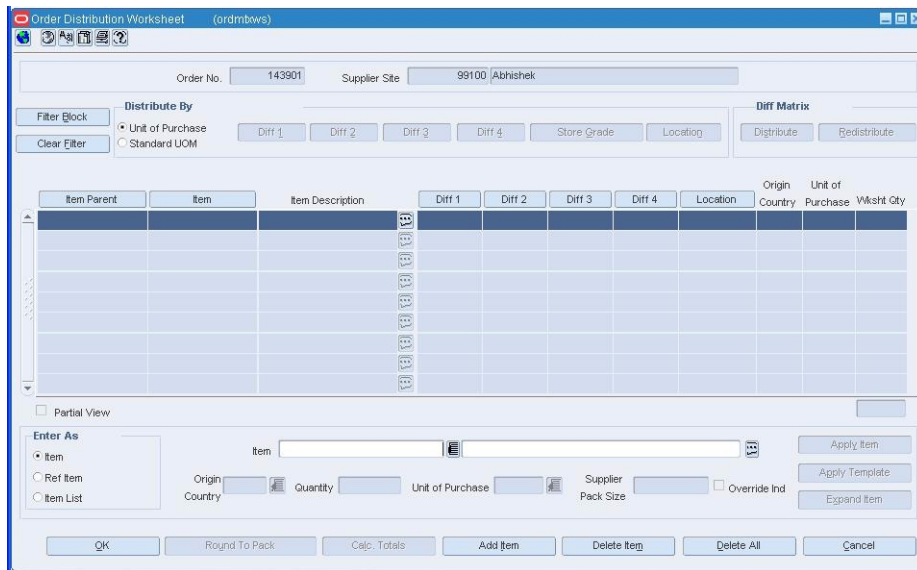 Order Distribution Worksheet (ordmtxws)
Order No. 143901 Supplier Site 99100 Abhishek
Filter Block
Clear Filter
Distribute By
Unit of Purchase
Standard UOM
Diff 1 Diff 2 Diff 3 Diff 4 Store Grade Location
Diff Matrix
Distribute Redistribute
Item Parent Item Item Description Diff 1 Diff 2 Diff 3 Diff 4 Location Origin Country Unit of Purchase Wksht Qty
Partial View
Enter As
Item
Ref Item
Item List
Item
Origin Country Quantity Unit of Purchase Supplier Pack Size Override Ind
Apply Item
Apply Template
Expand Item
OK Round To Pack Calc. Totals Add Item Delete Item Delete All Cancel